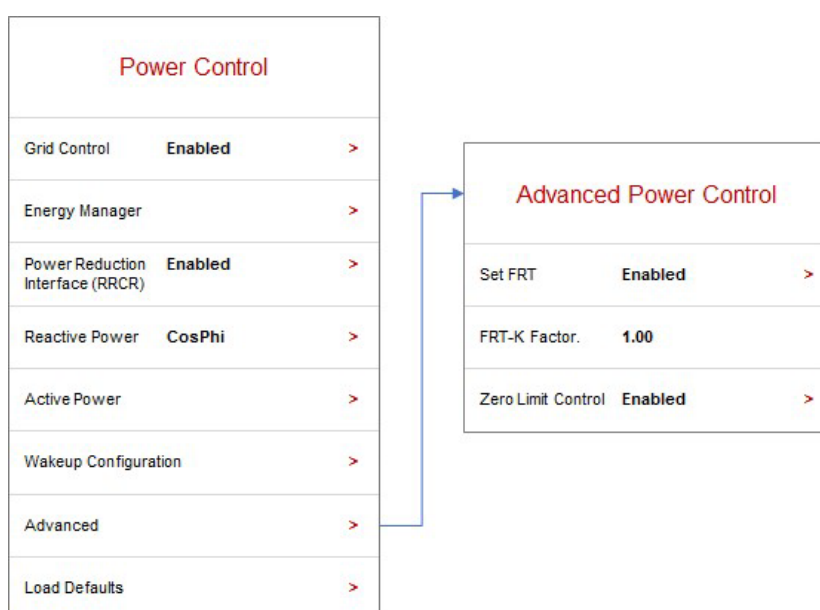 Power Control
Grid Control Enabled >
Energy Manager >
Power Reduction Enabled >
Interface (RRCR)
Reactive Power CosPhi >
Active Power >
Wakeup Configuration >
Advanced >
Load Defaults >
Advanced Power Control
Set FRT Enabled >
FRT-K Factor. 1.00
Zero Limit Control Enabled >